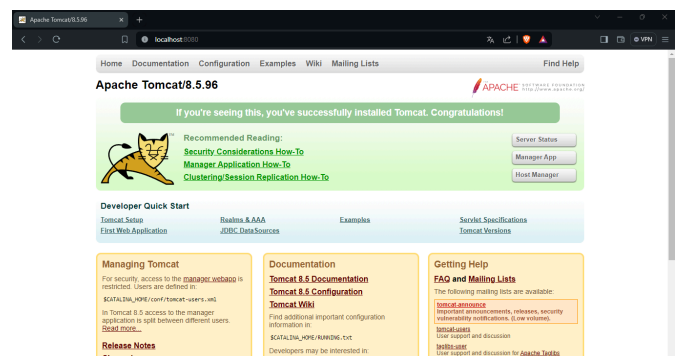 Apache Tomcat/8.5.96
localhost:8080
VPN
Home Documentation Configuration Examples Wiki Mailing Lists Find Help
Apache Tomcat/8.5.96
APACHE SOFTWARE FOUNDATION
http://www.apache.org/
If you're seeing this, you've successfully installed Tomcat. Congratulations!
TM
Recommended Reading:
Security Considerations How-To
Manager Application How-To
Clustering/Session Replication How-To
Server Status
Manager App
Host Manager
Developer Quick Start
Tomcat Setup
First Web Application
Realms & AAA
JDBC DataSources
Examples
Servlet Specifications
Tomcat Versions
Managing Tomcat
For security, access to the manager webapp is
restricted. Users are defined in:
$CATALINA_HOME/conf/tomcat-users.xml
In Tomcat 8.5 access to the manager
application is split between different users.
Read more...
Release Notes
Documentation
Tomcat 8.5 Documentation
Tomcat 8.5 Configuration
Tomcat Wiki
Find additional important configuration
information in:
$CATALINA_HOME/RUNNING.txt
Developers may be interested in:
Getting Help
FAQ and Mailing Lists
The following mailing lists are available:
tomcat-announce
Important announcements, releases, security
vulnerability notifications. (Low volume).
tomcat-users
User support and discussion
taglibs-user
User support and discussion for Apache Taglibs